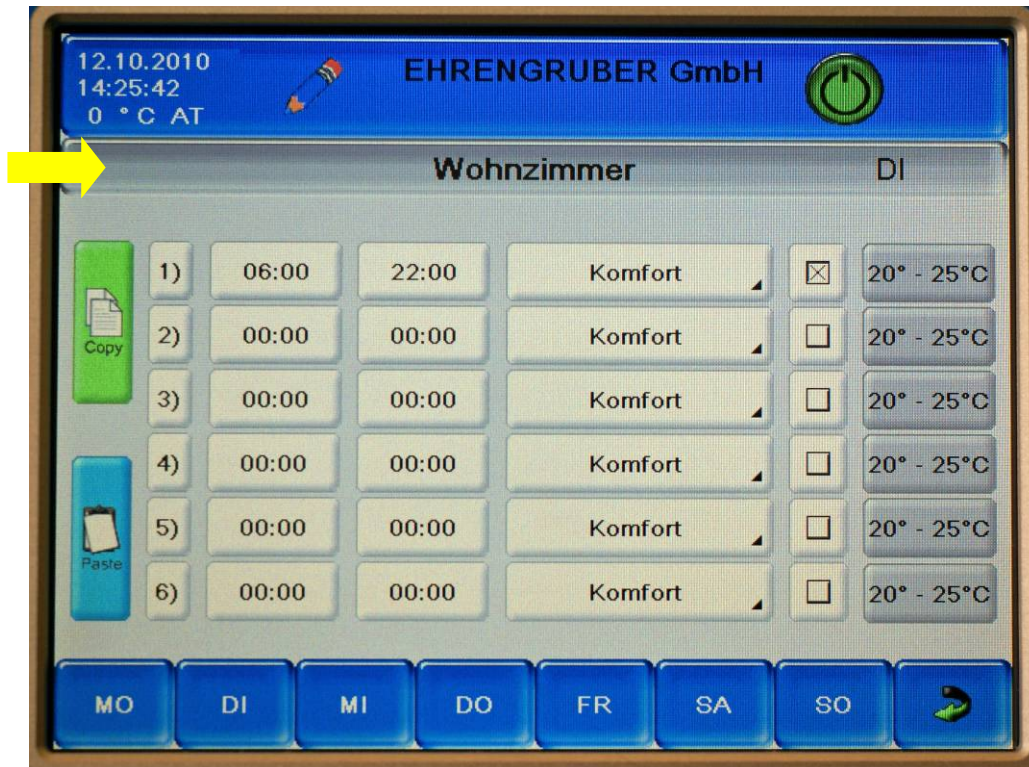 12.10.2010
14:25:42
0 °C AT
EHRENGRUBER GmbH
Wohnzimmer DI
Copy
Paste
1) 06:00 22:00 Komfort 20° - 25°C
2) 00:00 00:00 Komfort 20° - 25°C
3) 00:00 00:00 Komfort 20° - 25°C
4) 00:00 00:00 Komfort 20° - 25°C
5) 00:00 00:00 Komfort 20° - 25°C
6) 00:00 00:00 Komfort 20° - 25°C
MO DI MI DO FR SA SO